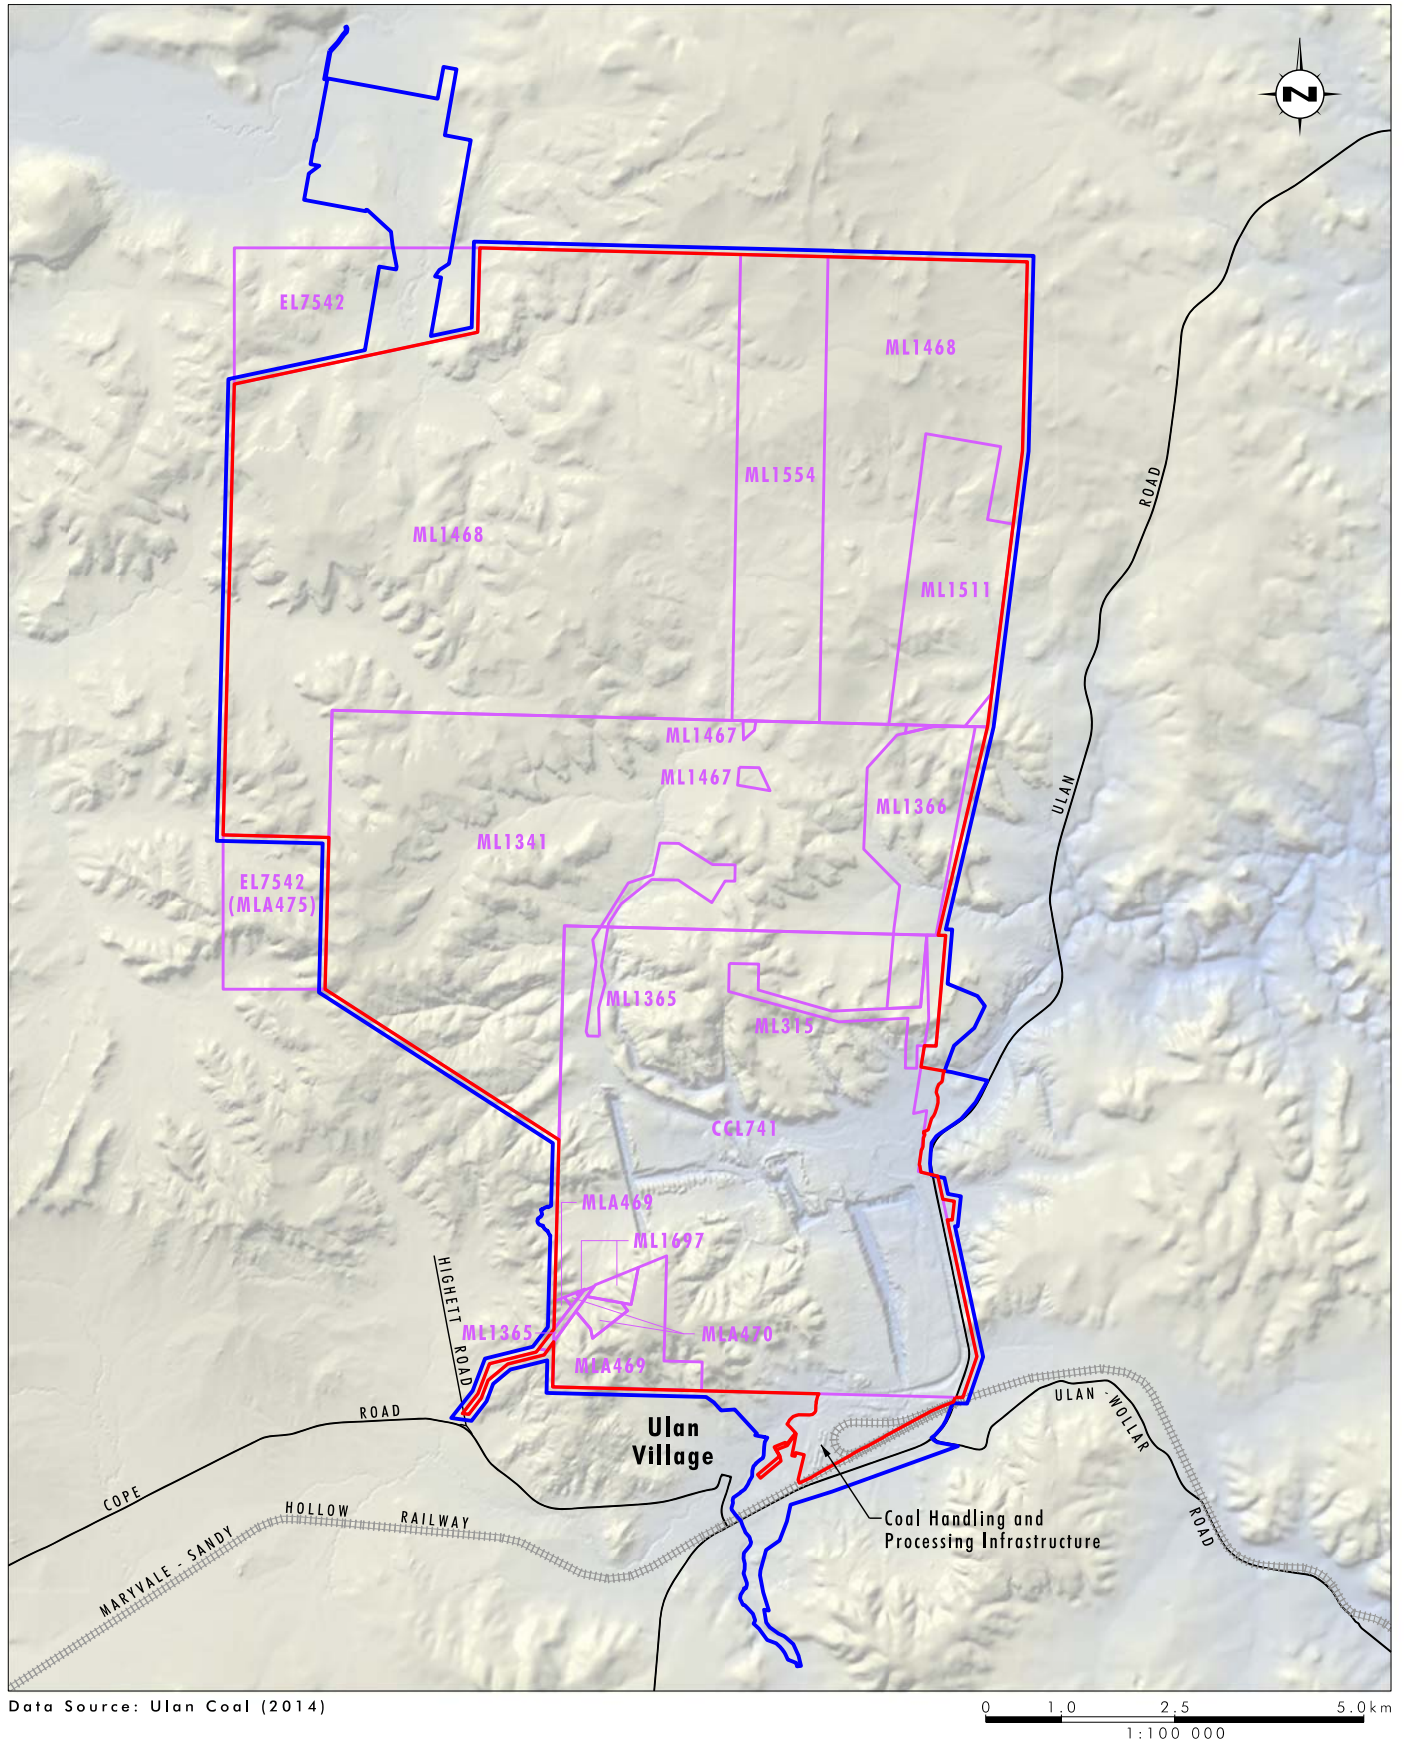 N
EL7542
ML1468
ML1554
ROAD
ML1468
ML1511
ML1467
ML1467
ULAN
ML1366
ML1341
EL7542
(MLA475)
ML1365
ML315
CCL741
MLA469
ML1697
HIGHETT ROAD
ML1365
MLA470
MLA469
ULAN - WOLLAR ROAD
COPE ROAD
Ulan
Village
MARYVALE - SANDY HOLLOW RAILWAY
Coal Handling and
Processing Infrastructure
Data Source: Ulan Coal (2014)
0 1.0 2.5 5.0km
1:100 000